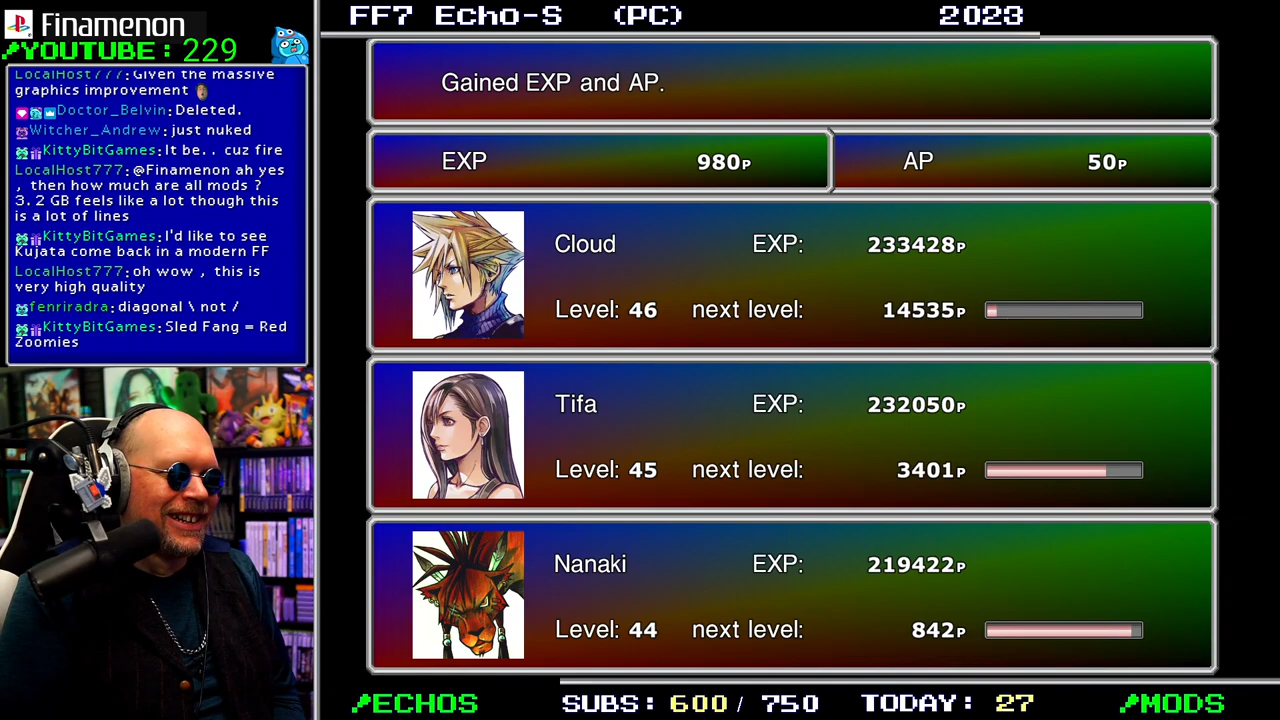 Finamenon
/YOUTUBE: 229
LocalHost777: Given the massive
graphics improvement
Doctor_Belvin: Deleted.
Witcher_Andrew: just nuked
KittyBitGames: It be.. cuz fire
LocalHost777: @Finamenon ah yes
, then how much are all mods ?
3.2 GB feels like a lot though this
is a lot of lines
KittyBitGames: I'd like to see
Kujata come back in a modern FF
LocalHost777: oh wow , this is
very high quality
fenriradra: diagonal \ not /
KittyBitGames: Sled Fang = Red
Zoomies
FF7 Echo-S (PC) 2023
Gained EXP and AP.
EXP 980P AP 50P
Cloud EXP: 233428P
Level: 46 next level: 14535P
Tifa EXP: 232050P
Level: 45 next level: 3401P
Nanaki EXP: 219422P
Level: 44 next level: 842P
/ECHOS SUBS: 600/ 750 TODAY: 27 /MODS